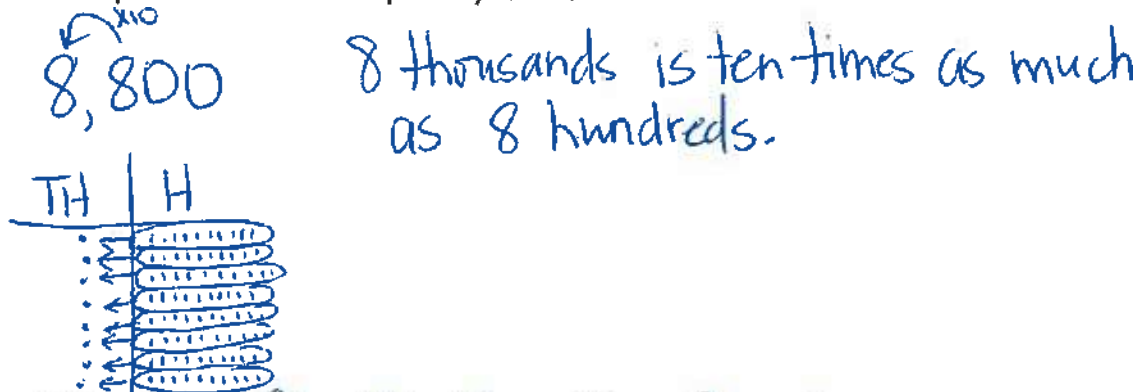 x10
8,800
8 thousands is ten times as much
as 8 hundreds.
TH | H